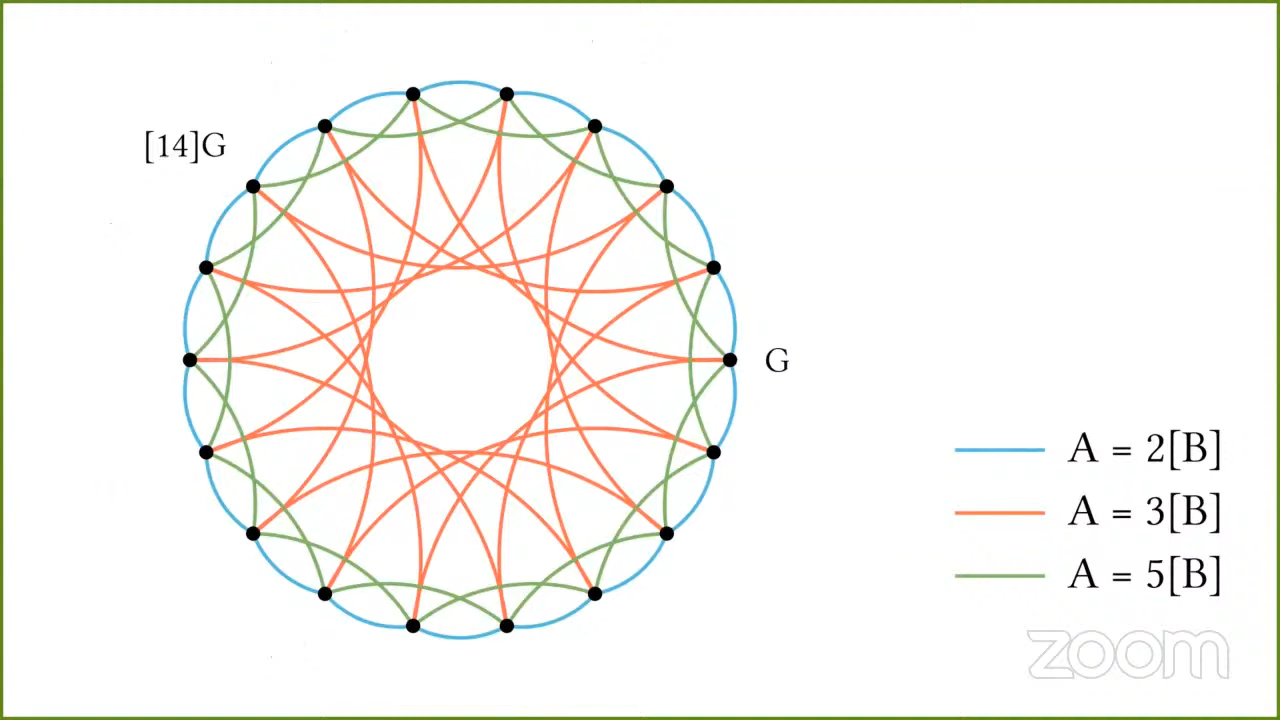 [14]G
G
A = 2[B]
A = 3[B]
A = 5[B]
zoom